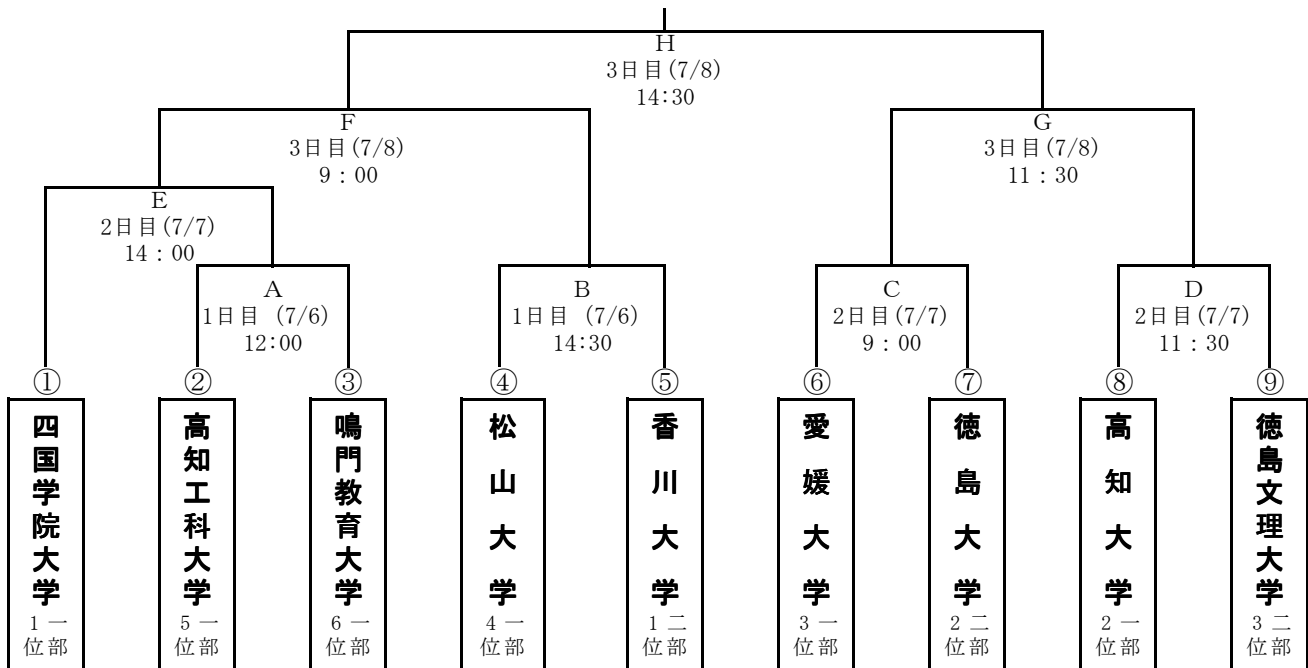 H
3日目(7/8)
14:30
F
3日目(7/8)
9：00
G
3日目(7/8)
11：30
E
2日目(7/7)
14：00
A
1日目 (7/6)
12:00
B
1日目 (7/6)
14:30
C
2日目(7/7)
9：00
D
2日目(7/7)
11：30
①
四国学院大学
一部
1位
②
高知工科大学
一部
5位
③
鳴門教育大学
一部
6位
④
松山大学
一部
4位
⑤
香川大学
二部
1位
⑥
愛媛大学
一部
3位
⑦
徳島大学
二部
2位
⑧
高知大学
一部
2位
⑨
徳島文理大学
二部
3位